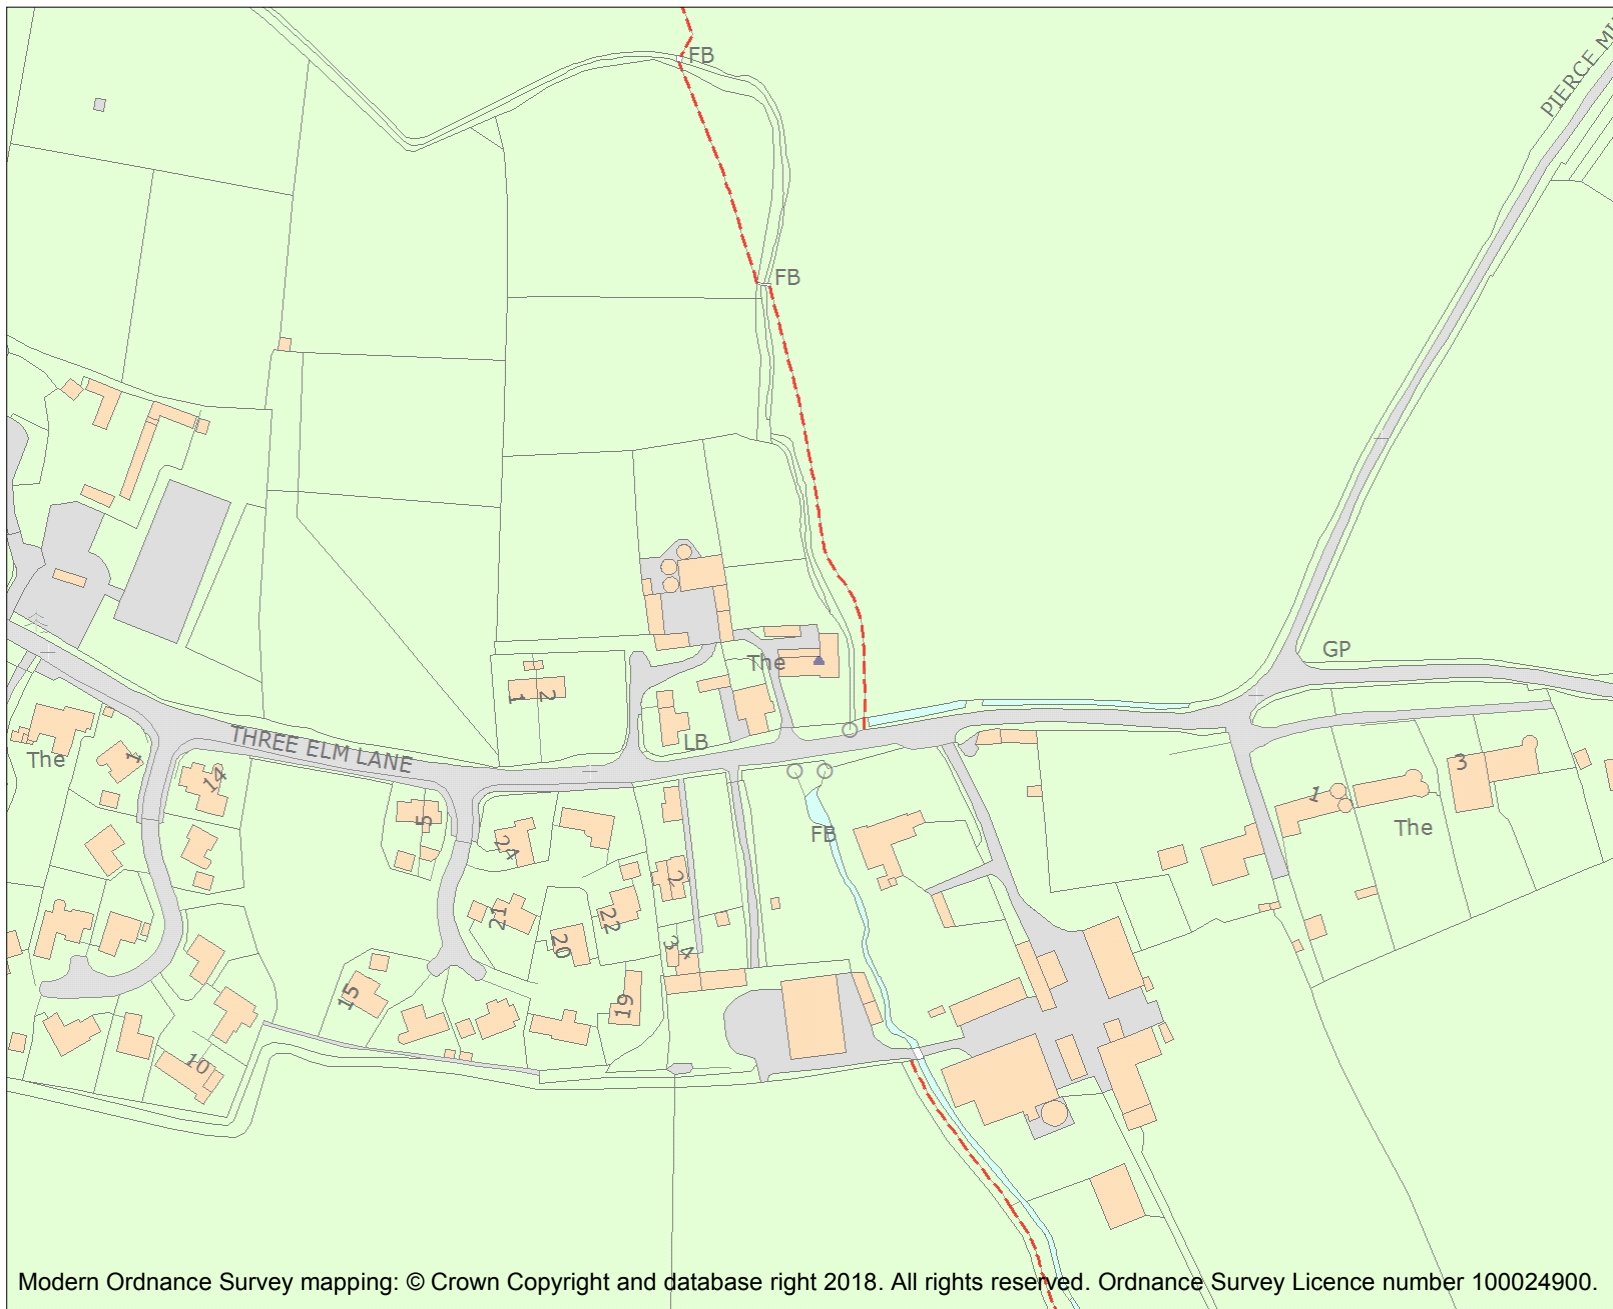 FB
PIERCE
FB
GP
The
1
2
THREE ELM LANE
LB
The
1
14
5
24
FB
3
1
The
2
21
22
20
3
4
15
19
10
Modern Ordnance Survey mapping: © Crown Copyright and database right 2018. All rights reserved. Ordnance Survey Licence number 100024900.